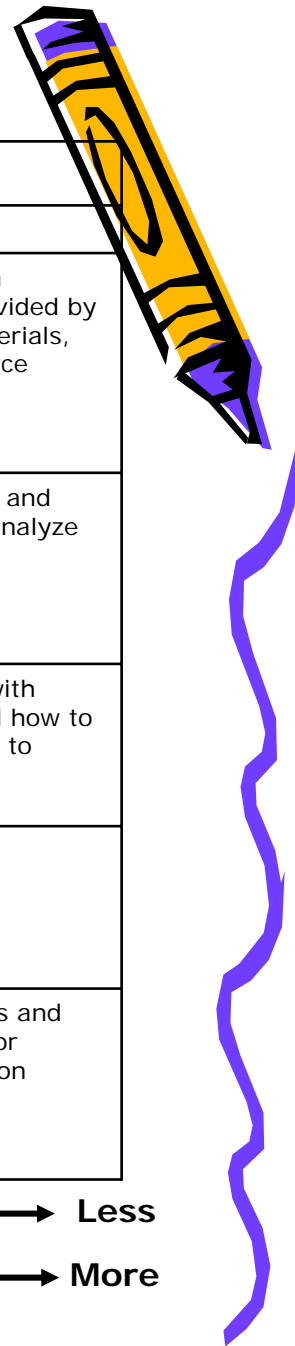 vided by
erials,
ce
and
nalyze
with
how to
to
s and
or
on
Less
More